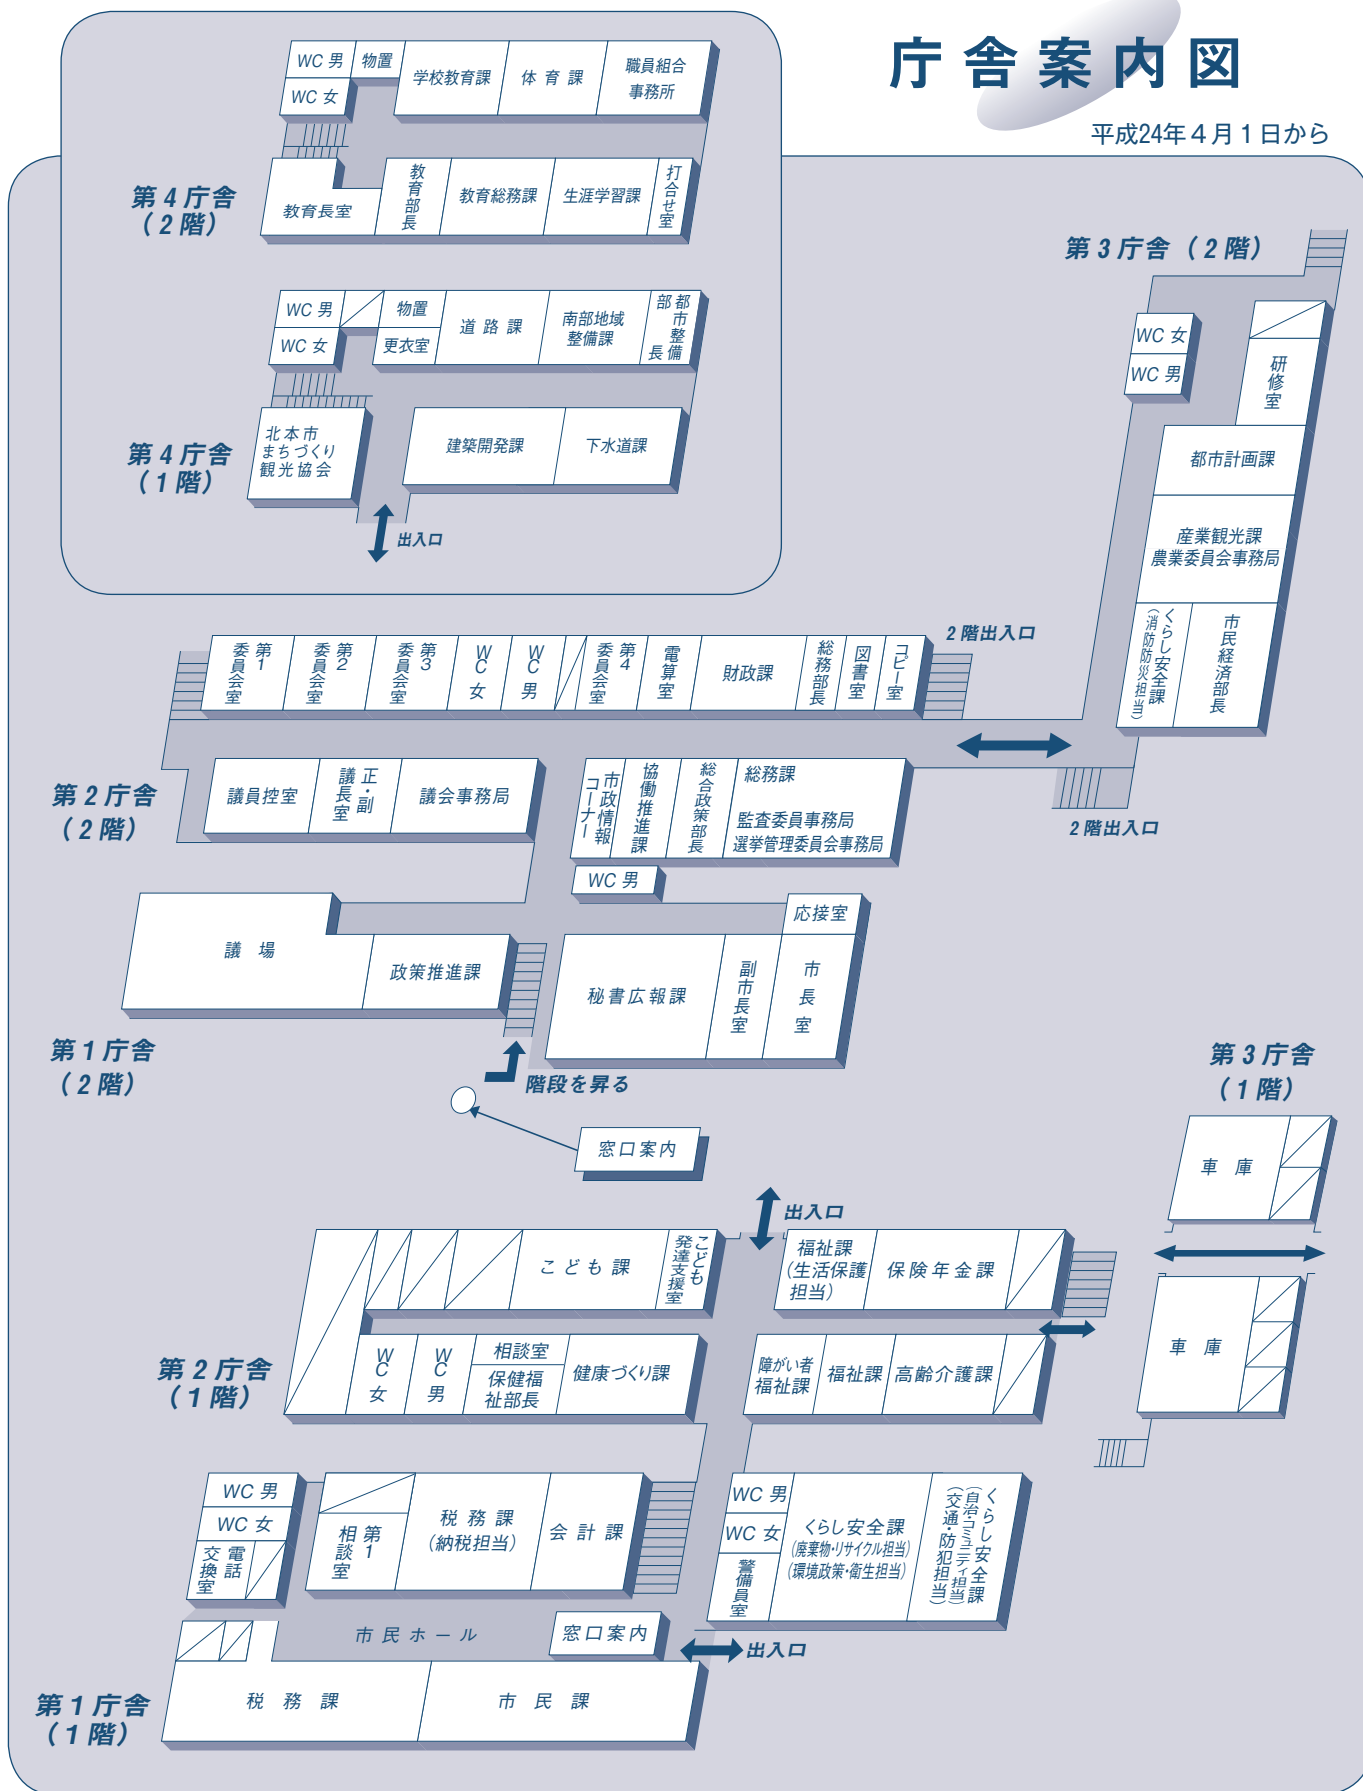 庁舎案内図
平成24年４月１日から
WC 男
物置
学校教育課
体育課
職員組合
事務所
WC 女
第４庁舎
（２階）
教育長室
教育部長
教育総務課
生涯学習課
打合せ室
WC 男
物置
道路課
南部地域
整備課
都市整備
部長
WC 女
更衣室
第４庁舎
（１階）
北本市
まちづくり
観光協会
建築開発課
下水道課
出入口
第３庁舎（２階）
WC 女
WC 男
研修室
都市計画課
産業観光課
農業委員会事務局
くらし安全課
（消防防災担当）
市民経済部長
２階出入口
第１
委員会室
第２
委員会室
第３
委員会室
WC女
WC男
第４
委員会室
電算室
財政課
総務部長
図書室
コピー室
第２庁舎
（２階）
議員控室
正・副
議長室
議会事務局
市政情報
コーナー
協働推進課
総合政策部長
総務課
監査委員事務局
選挙管理委員会事務局
２階出入口
WC 男
応接室
議場
政策推進課
秘書広報課
副市長室
市長室
第１庁舎
（２階）
階段を昇る
窓口案内
第３庁舎
（１階）
車庫
車庫
出入口
こども課
こども
発達支援室
福祉課
（生活保護
担当）
保険年金課
第２庁舎
（１階）
WC女
WC男
相談室
保健福
祉部長
健康づくり課
障がい者
福祉課
福祉課
高齢介護課
WC 男
WC 女
電話
交換室
第１
相談室
税務課
（納税担当）
会計課
WC 男
WC 女
警備員室
くらし安全課
（廃棄物・リサイクル担当）
（環境政策・衛生担当）
くらし安全課
（自治・コミュニティ担当）
（交通・防犯担当）
市民ホール
窓口案内
出入口
第１庁舎
（１階）
税務課
市民課